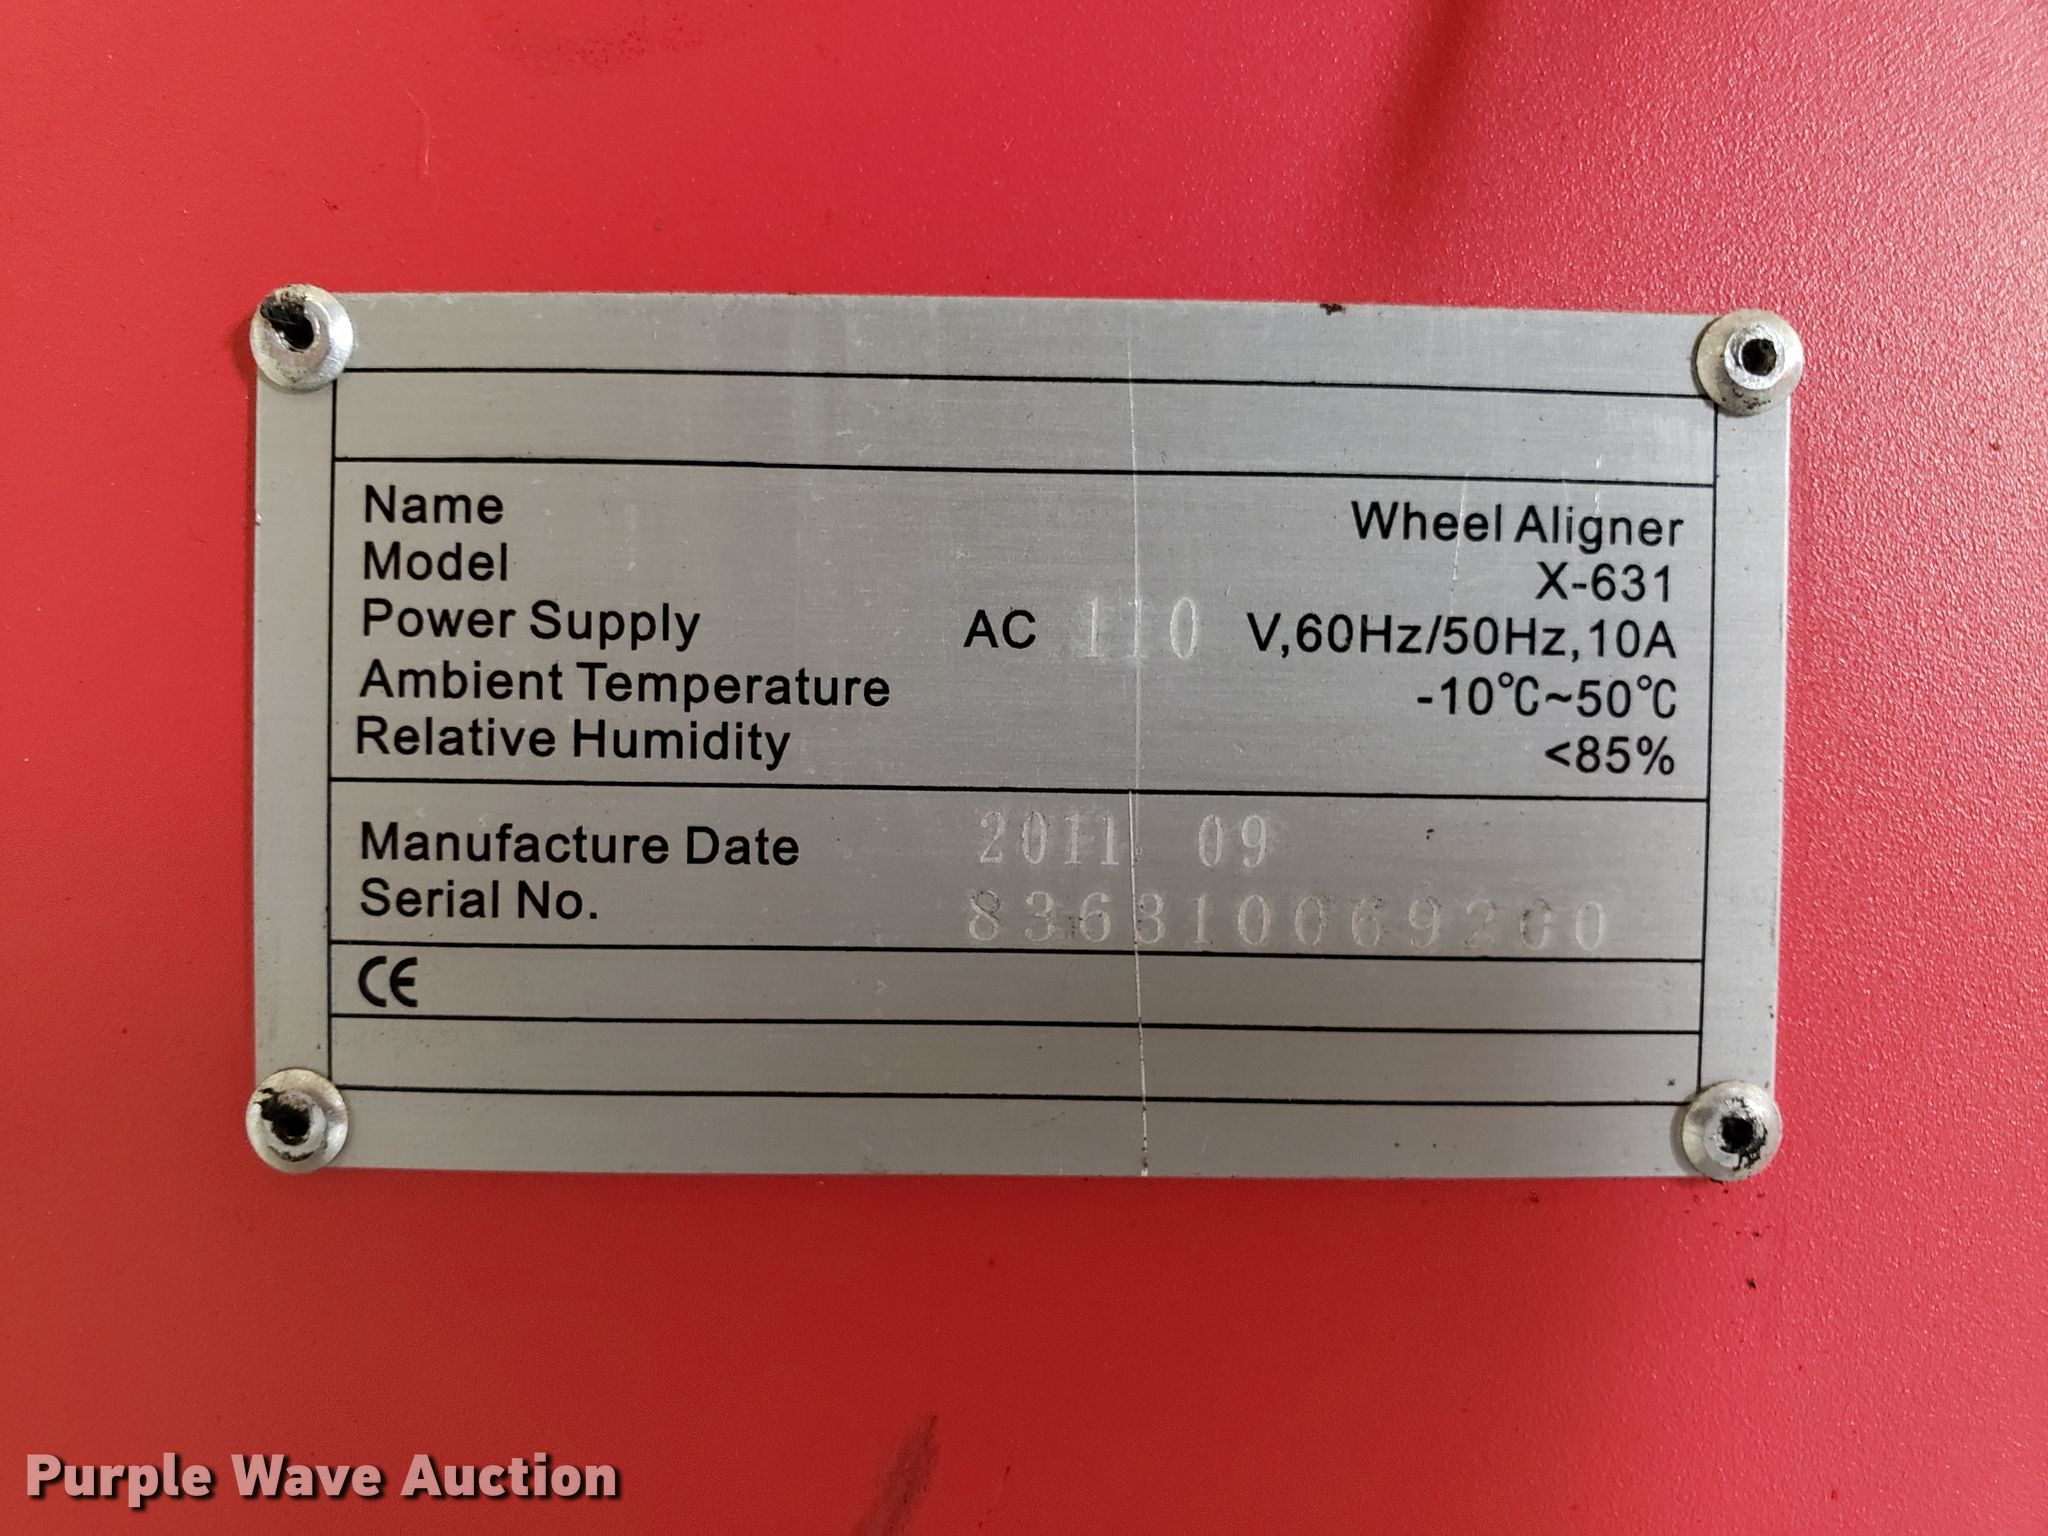 Name Wheel Aligner
Model X-631
Power Supply AC 110 V,60Hz/50Hz,10A
Ambient Temperature -10℃~50℃
Relative Humidity <85%
Manufacture Date 2011 09
Serial No. 836310069200
CE
Purple Wave Auction